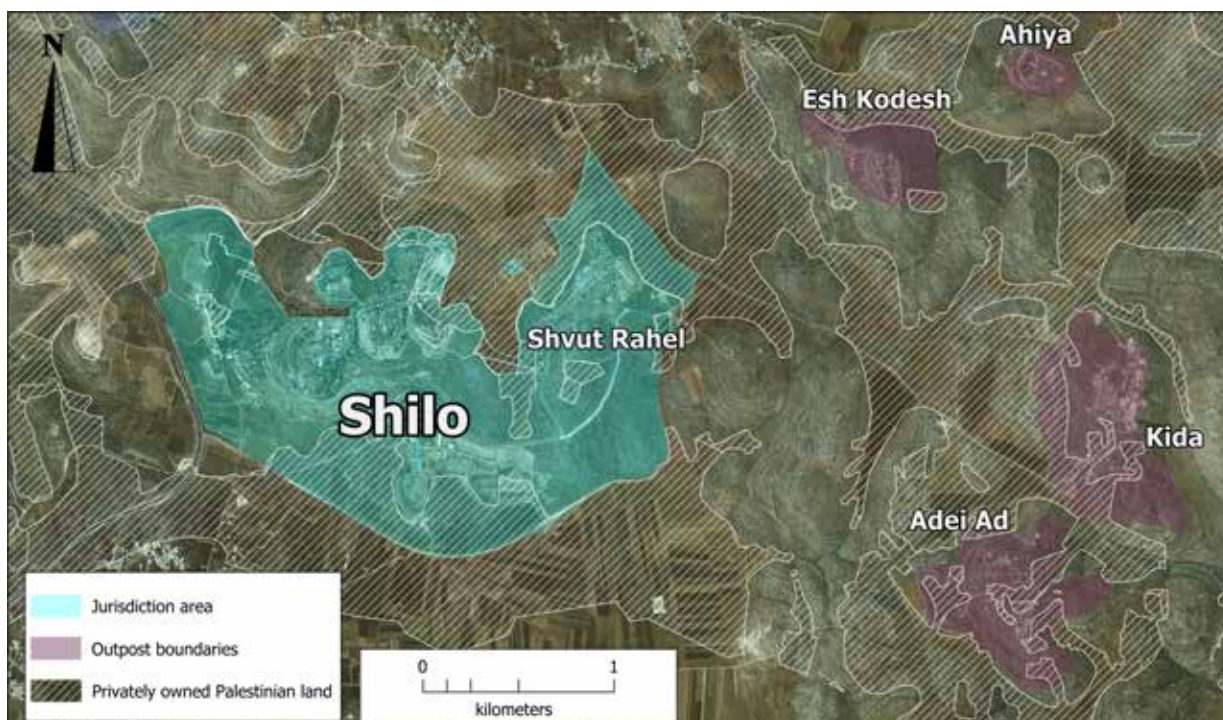 N
Ahiya
Esh Kodesh
Shvut Rahel
Shilo
Kida
Adei Ad
Jurisdiction area
Outpost boundaries
Privately owned Palestinian land
0 1
kilometers